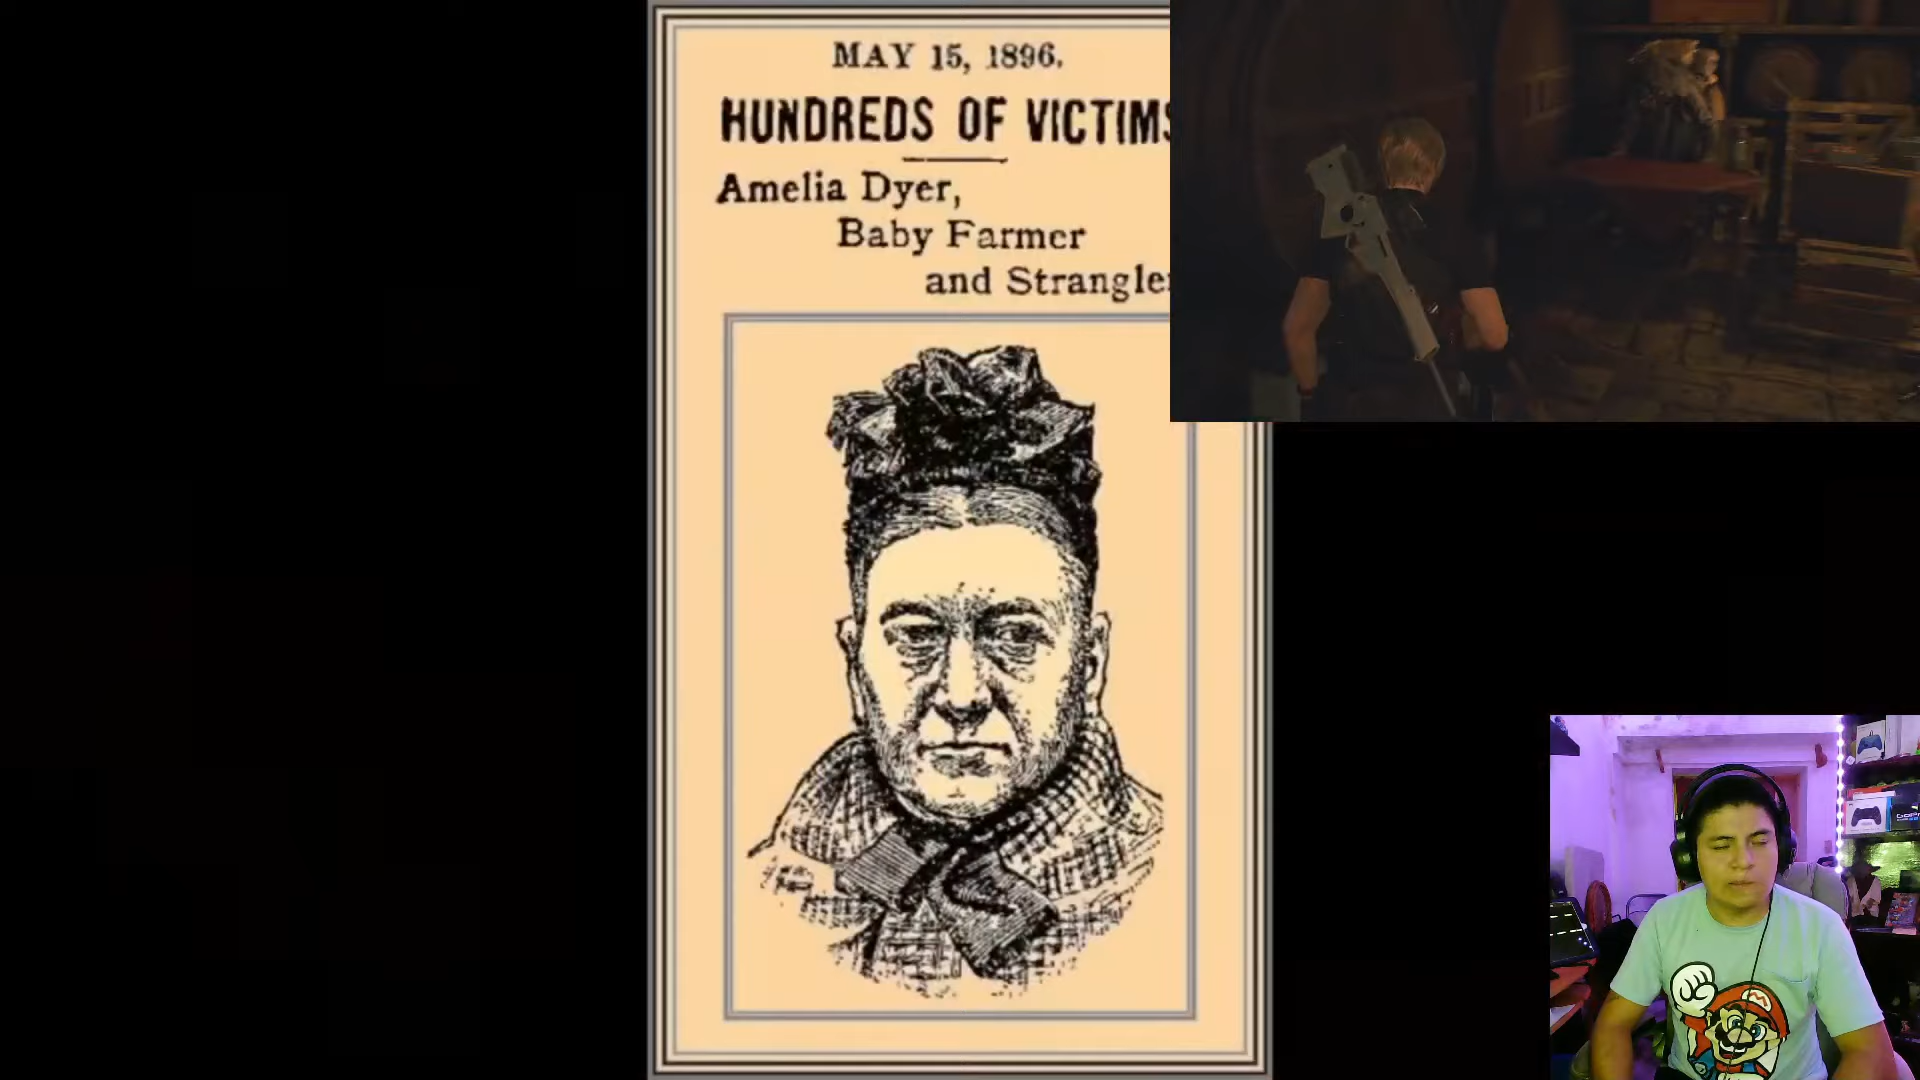 MAY 15, 1896.
HUNDREDS OF VICTIMS
Amelia Dyer,
Baby Farmer
and Strangler